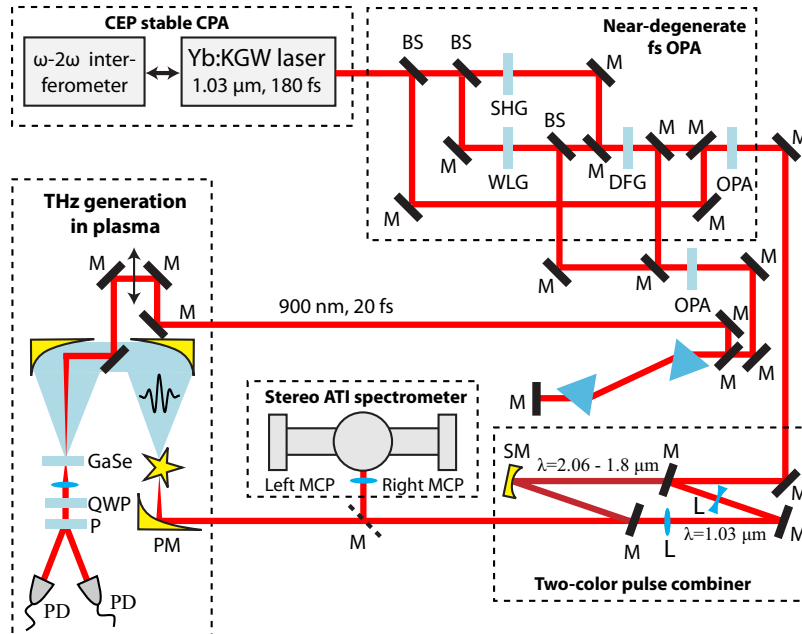 CEP stable CPA
ω-2ω inter-
ferometer
Yb:KGW laser
1.03 μm, 180 fs
Near-degenerate
fs OPA
BS
BS
SHG
M
M
WLG
BS
M
DFG
M
M
OPA
M
M
M
M
M
OPA
M
THz generation
in plasma
M
M
M
900 nm, 20 fs
M
M
M
M
Stereo ATI spectrometer
Left MCP
Right MCP
M
GaSe
QWP
P
PM
PD
PD
SM
λ=2.06 - 1.8 μm
M
M
L
λ=1.03 μm
M
L
M
Two-color pulse combiner